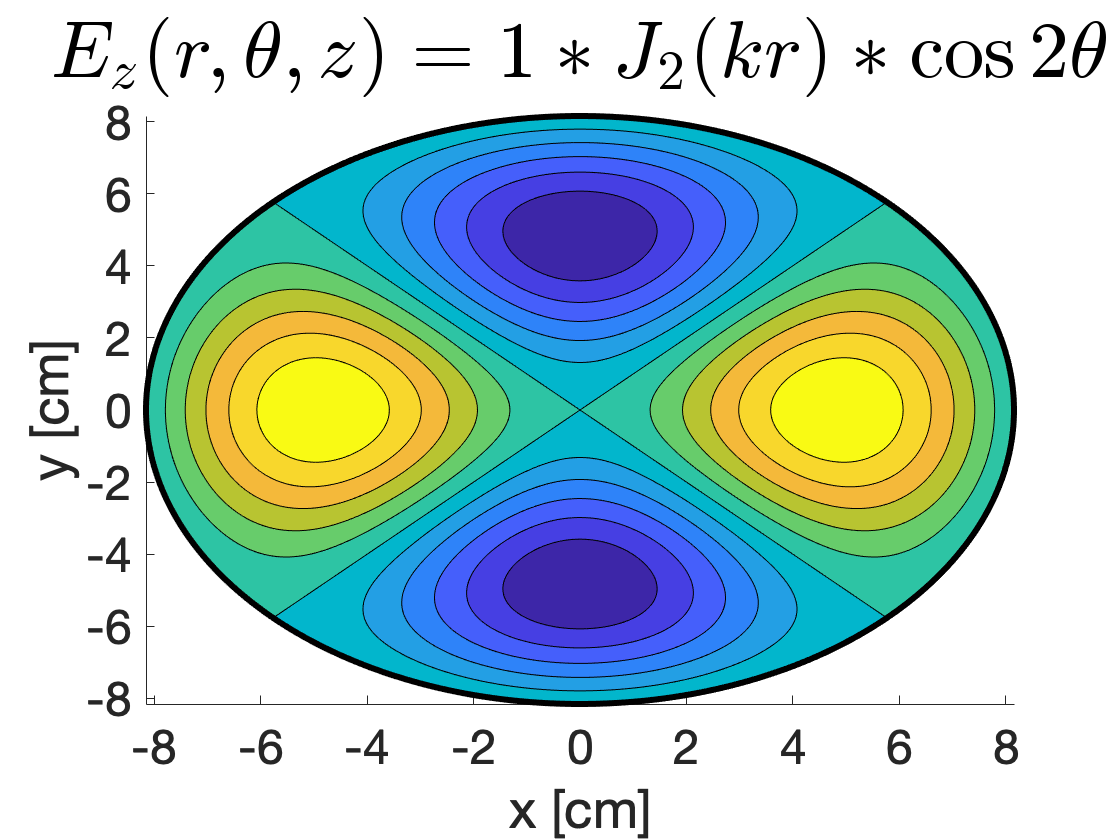 E_z(r, θ, z) = 1 * J_2(kr) * cos 2θ
8
6
4
2
0
-2
-4
-6
-8
y [cm]
-8 -6 -4 -2 0 2 4 6 8
x [cm]